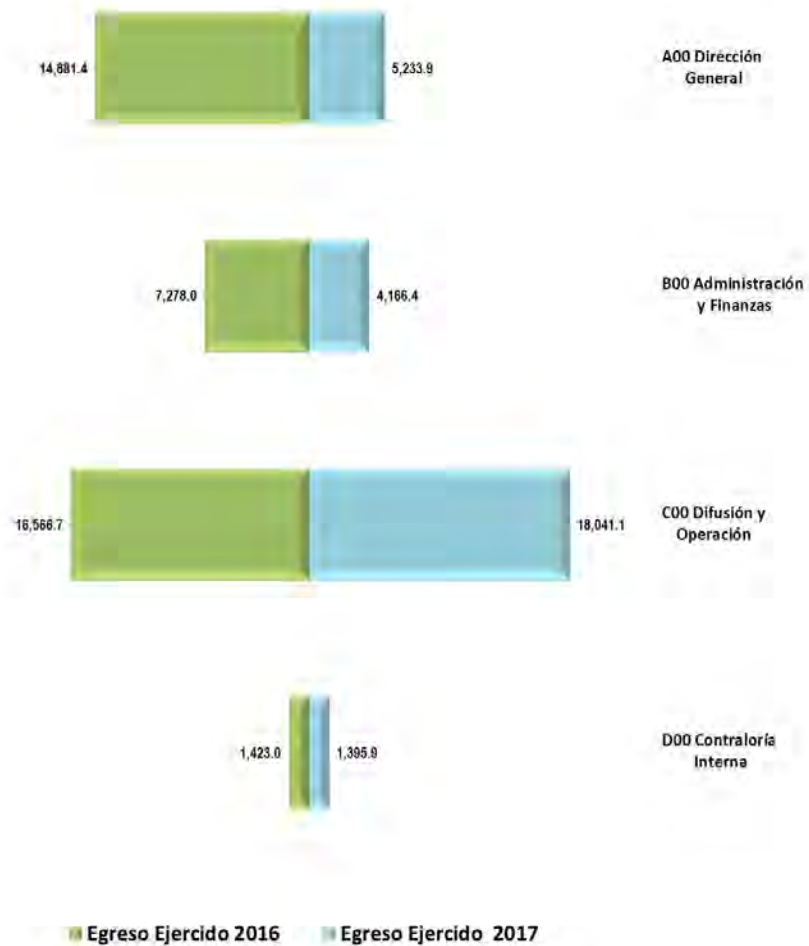 14,881.4
5,233.9
A00 Dirección
General
7,278.0
4,166.4
B00 Administración
y Finanzas
16,566.7
18,041.1
C00 Difusión y
Operación
1,423.0
1,395.9
D00 Contraloría
Interna
Egreso Ejercido 2016
Egreso Ejercido 2017